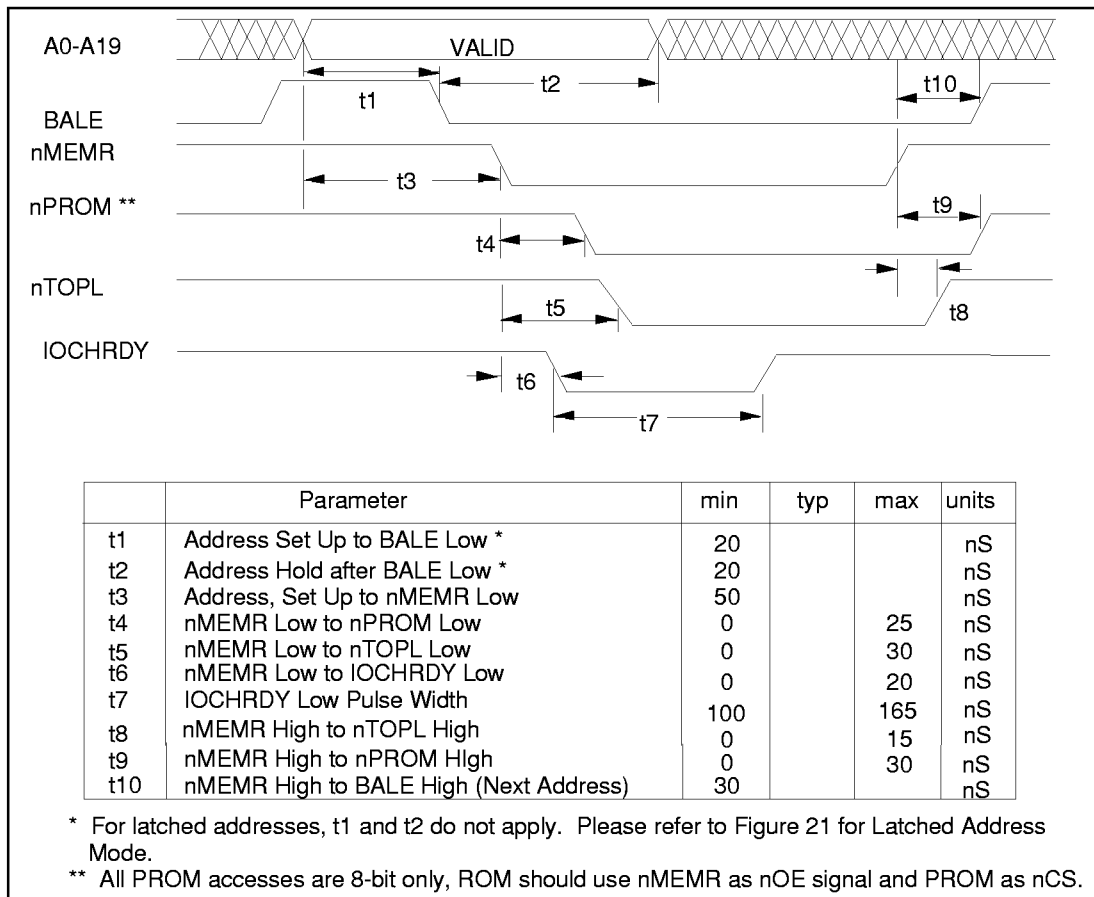 A0-A19
VALID
t1
t2
t10
BALE
nMEMR
t3
nPROM **
t9
t4
nTOPL
t5
t8
IOCHRDY
t6
t7
Parameter min typ max units
t1 Address Set Up to BALE Low * 20 nS
t2 Address Hold after BALE Low * 20 nS
t3 Address, Set Up to nMEMR Low 50 nS
t4 nMEMR Low to nPROM Low 0 25 nS
t5 nMEMR Low to nTOPL Low 0 30 nS
t6 nMEMR Low to IOCHRDY Low 0 20 nS
t7 IOCHRDY Low Pulse Width 100 165 nS
t8 nMEMR High to nTOPL High 0 15 nS
t9 nMEMR High to nPROM HIgh 0 30 nS
t10 nMEMR High to BALE High (Next Address) 30 nS
* For latched addresses, t1 and t2 do not apply. Please refer to Figure 21 for Latched Address
Mode.
** All PROM accesses are 8-bit only, ROM should use nMEMR as nOE signal and PROM as nCS.